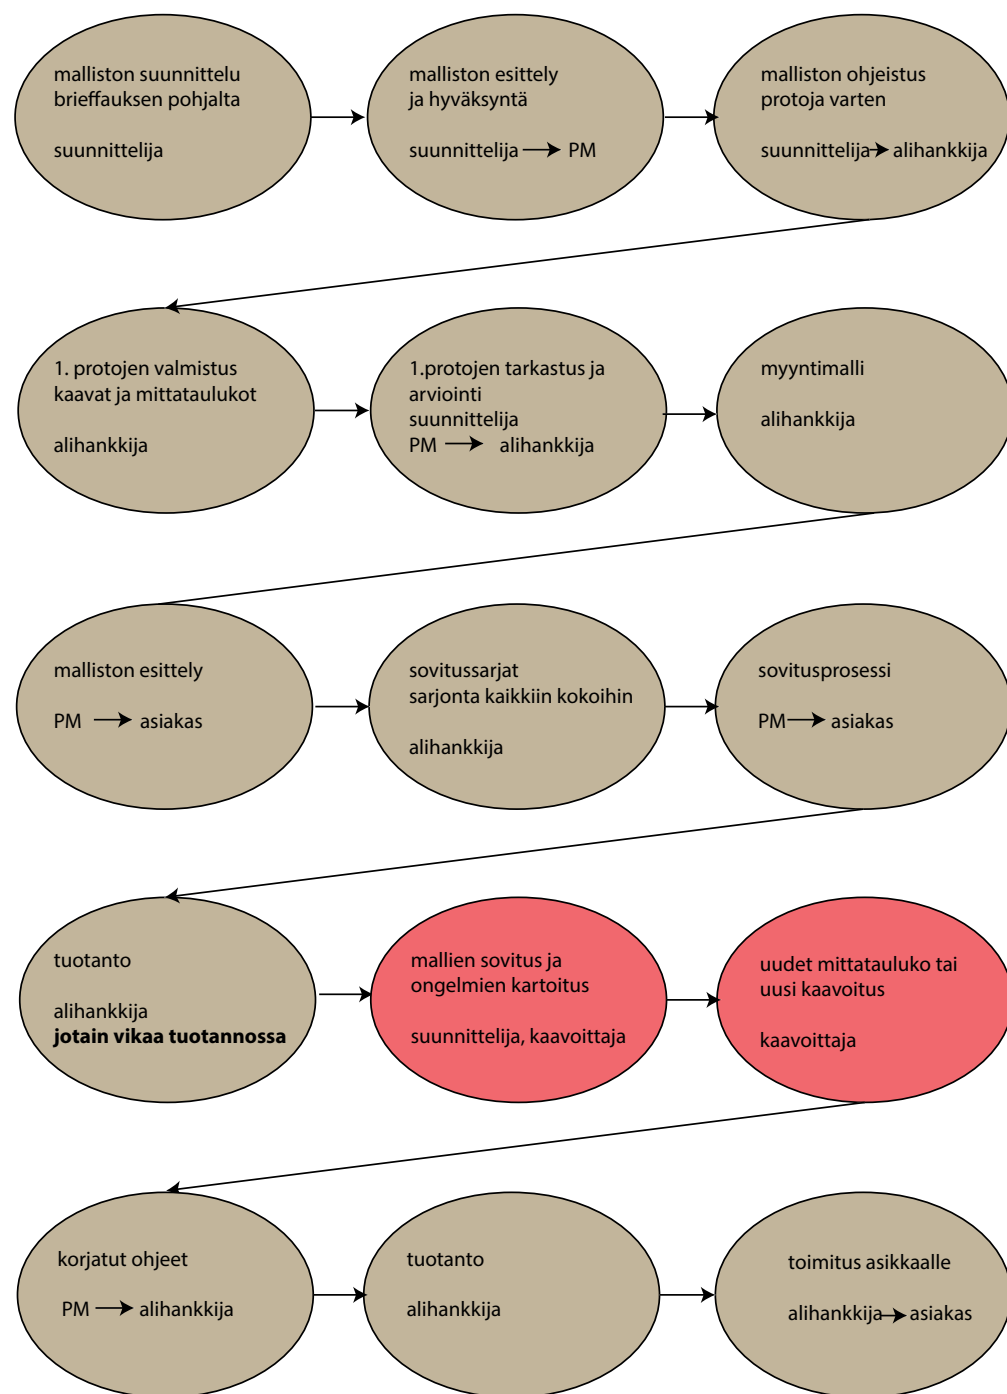 malliston suunnittelu
brieffauksen pohjalta
suunnittelija
malliston esittely
ja hyväksyntä
suunnittelija PM
malliston ohjeistus
protoja varten
suunnittelija alihankkija
1. protojen valmistus
kaavat ja mittataulukot
alihankkija
1.protojen tarkastus ja
arviointi
suunnittelija
PM alihankkija
myyntimalli
alihankkija
malliston esittely
PM asiakas
sovitussarjat
sarjonta kaikkiin kokoihin
alihankkija
sovitusprosessi
PM asiakas
tuotanto
alihankkija
jotain vikaa tuotannossa
mallien sovitus ja
ongelmien kartoitus
suunnittelija, kaavoittaja
uudet mittatauluko tai
uusi kaavoitus
kaavoittaja
korjatut ohjeet
PM alihankkija
tuotanto
alihankkija
toimitus asikkaalle
alihankkija asiakas